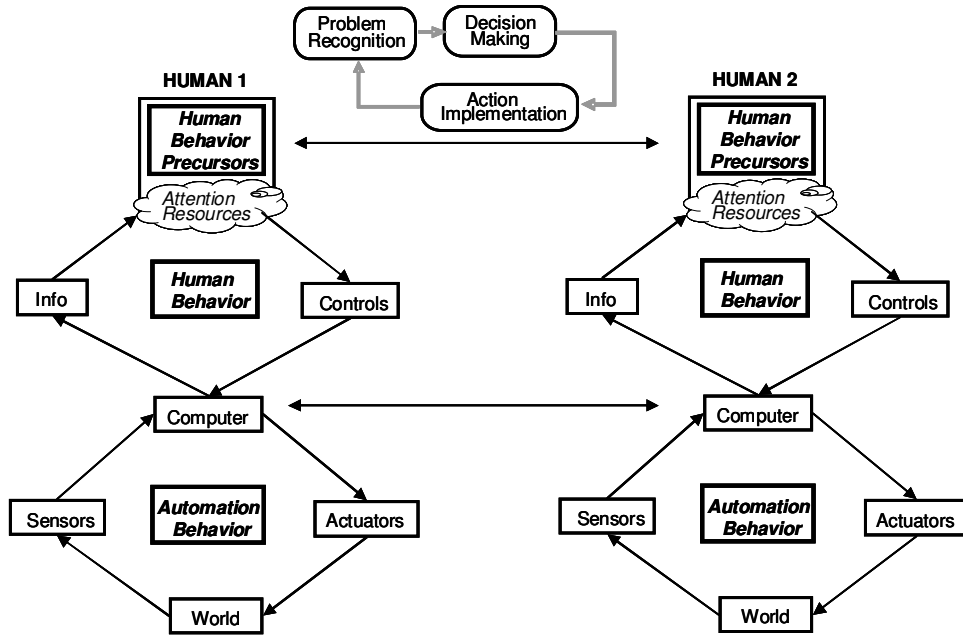 Problem
Recognition
Decision
Making
Action
Implementation
HUMAN 1
HUMAN 2
Human
Behavior
Precursors
Human
Behavior
Precursors
Attention
Resources
Attention
Resources
Info
Human
Behavior
Controls
Info
Human
Behavior
Controls
Computer
Computer
Sensors
Automation
Behavior
Actuators
Sensors
Automation
Behavior
Actuators
World
World